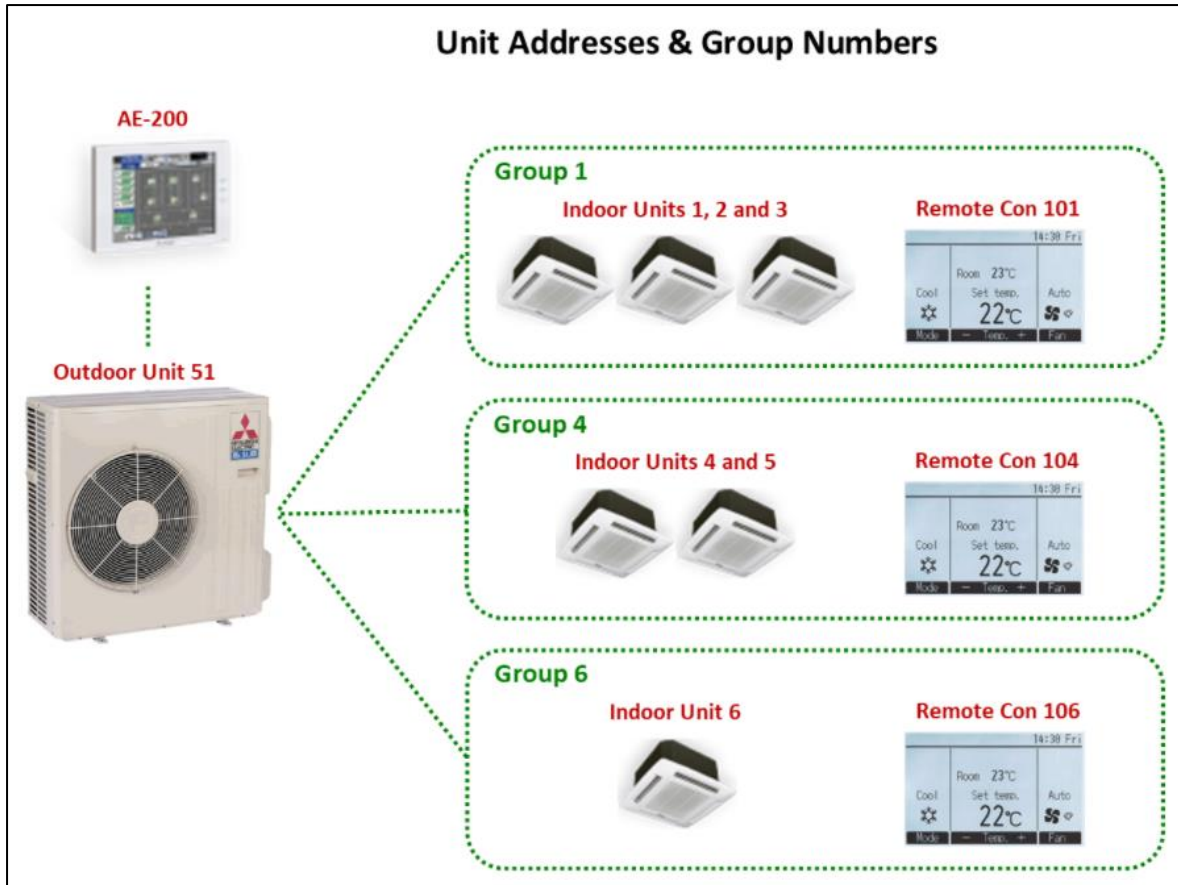 Unit Addresses & Group Numbers
AE-200
Outdoor Unit 51
MITSUBISHI
ELECTRIC
Group 1
Indoor Units 1, 2 and 3
Remote Con 101
14:30 Fri
Room 23°C
Cool Set temp. Auto
22°C
Mode − Temp. + Fan
Group 4
Indoor Units 4 and 5
Remote Con 104
14:30 Fri
Room 23°C
Cool Set temp. Auto
22°C
Mode − Temp. + Fan
Group 6
Indoor Unit 6
Remote Con 106
14:30 Fri
Room 23°C
Cool Set temp. Auto
22°C
Mode − Temp. + Fan